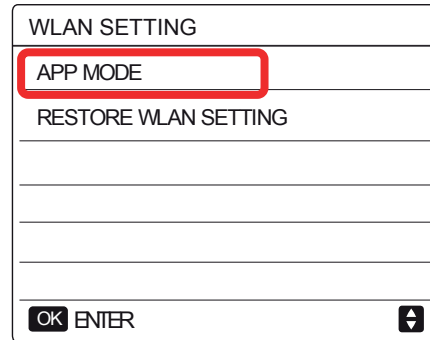 WLAN SETTING
APP MODE
RESTORE WLAN SETTING
OK ENTER